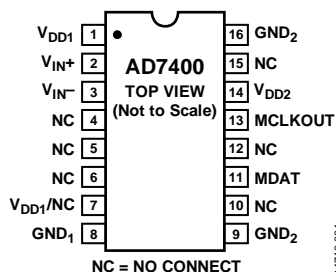 VDD1 1
VIN+ 2
VIN– 3
NC 4
NC 5
NC 6
VDD1/NC 7
GND1 8
AD7400
TOP VIEW
(Not to Scale)
16 GND2
15 NC
14 VDD2
13 MCLKOUT
12 NC
11 MDAT
10 NC
9 GND2
NC = NO CONNECT